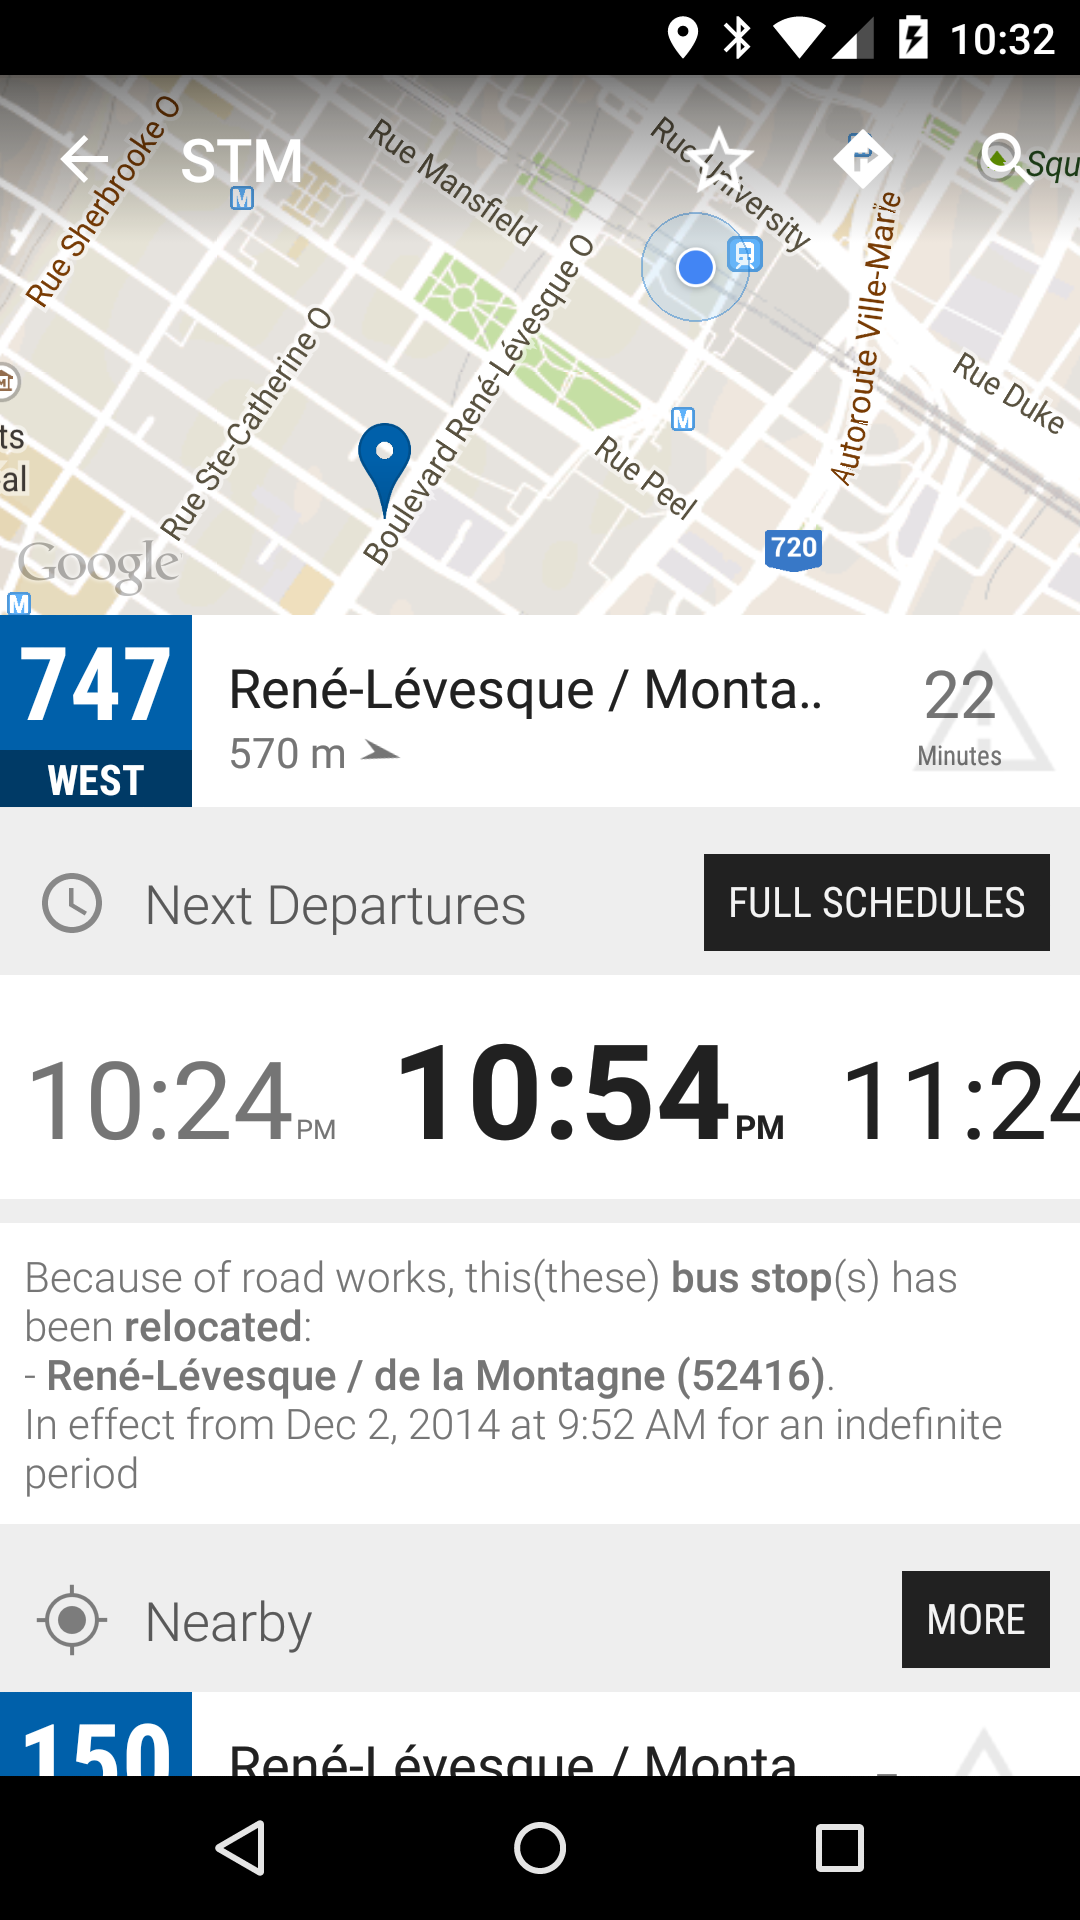 10:32
STM
Rue Sherbrooke O
Rue Mansfield
Rue University
Squ
M
Rue Ste-Catherine O
Boulevard René-Lévesque O
Autoroute Ville-Marie
Rue Duke
M
Rue Peel
ts
al
720
Google
M
747
WEST
René-Lévesque / Monta..
570 m
22
Minutes
Next Departures
FULL SCHEDULES
10:24 PM
10:54 PM
11:24
Because of road works, this(these) bus stop(s) has
been relocated:
- René-Lévesque / de la Montagne (52416).
In effect from Dec 2, 2014 at 9:52 AM for an indefinite
period
Nearby
MORE
150
René-Lévesque / Monta